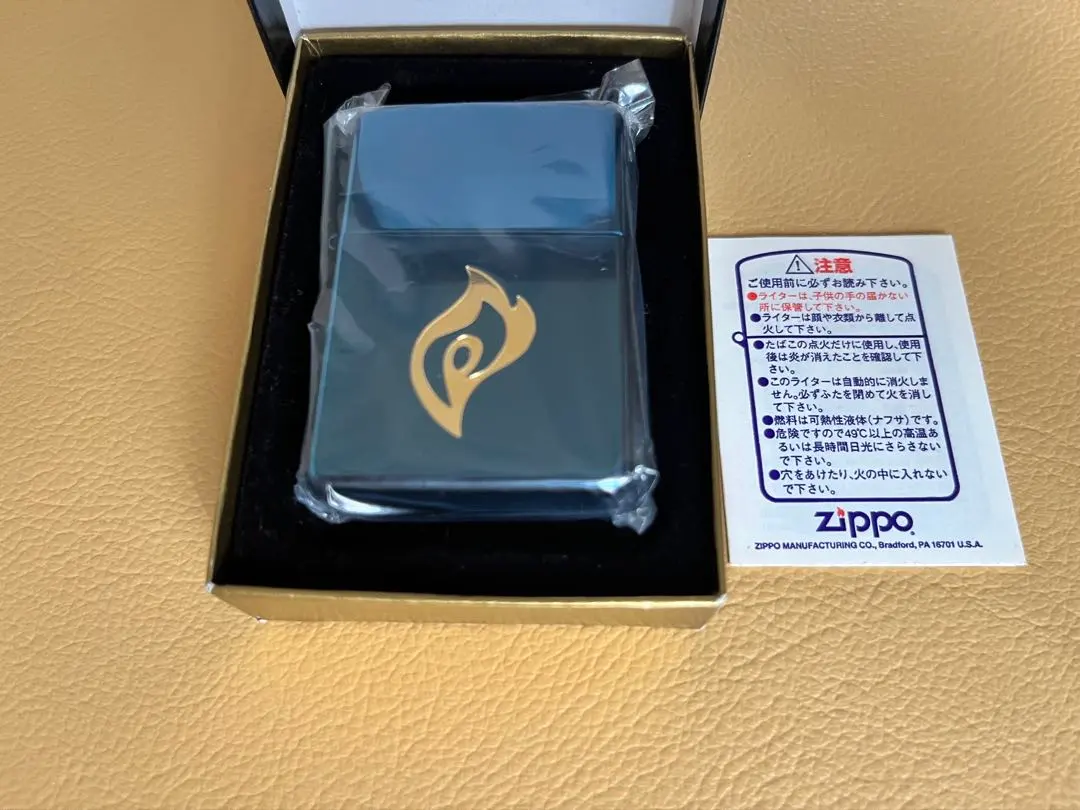 注意
ご使用前に必ずお読み下さい。
●ライターは、子供の手の届かない
所に保管して下さい。
●ライターは顔や衣類から離して点
火して下さい。
●たばこの点火だけに使用し、使用
後は炎が消えたことを確認して下
さい。
●このライターは自動的に消火しま
せん。必ずふたを閉めて火を消し
て下さい。
●燃料は可熱性液体(ナフサ)です。
●危険ですので49℃以上の高温あ
るいは長時間日光にさらさない
で下さい。
●穴をあけたり、火の中に入れない
で下さい。
zippo
ZIPPO MANUFACTURING CO., Bradford, PA 16701 U.S.A.